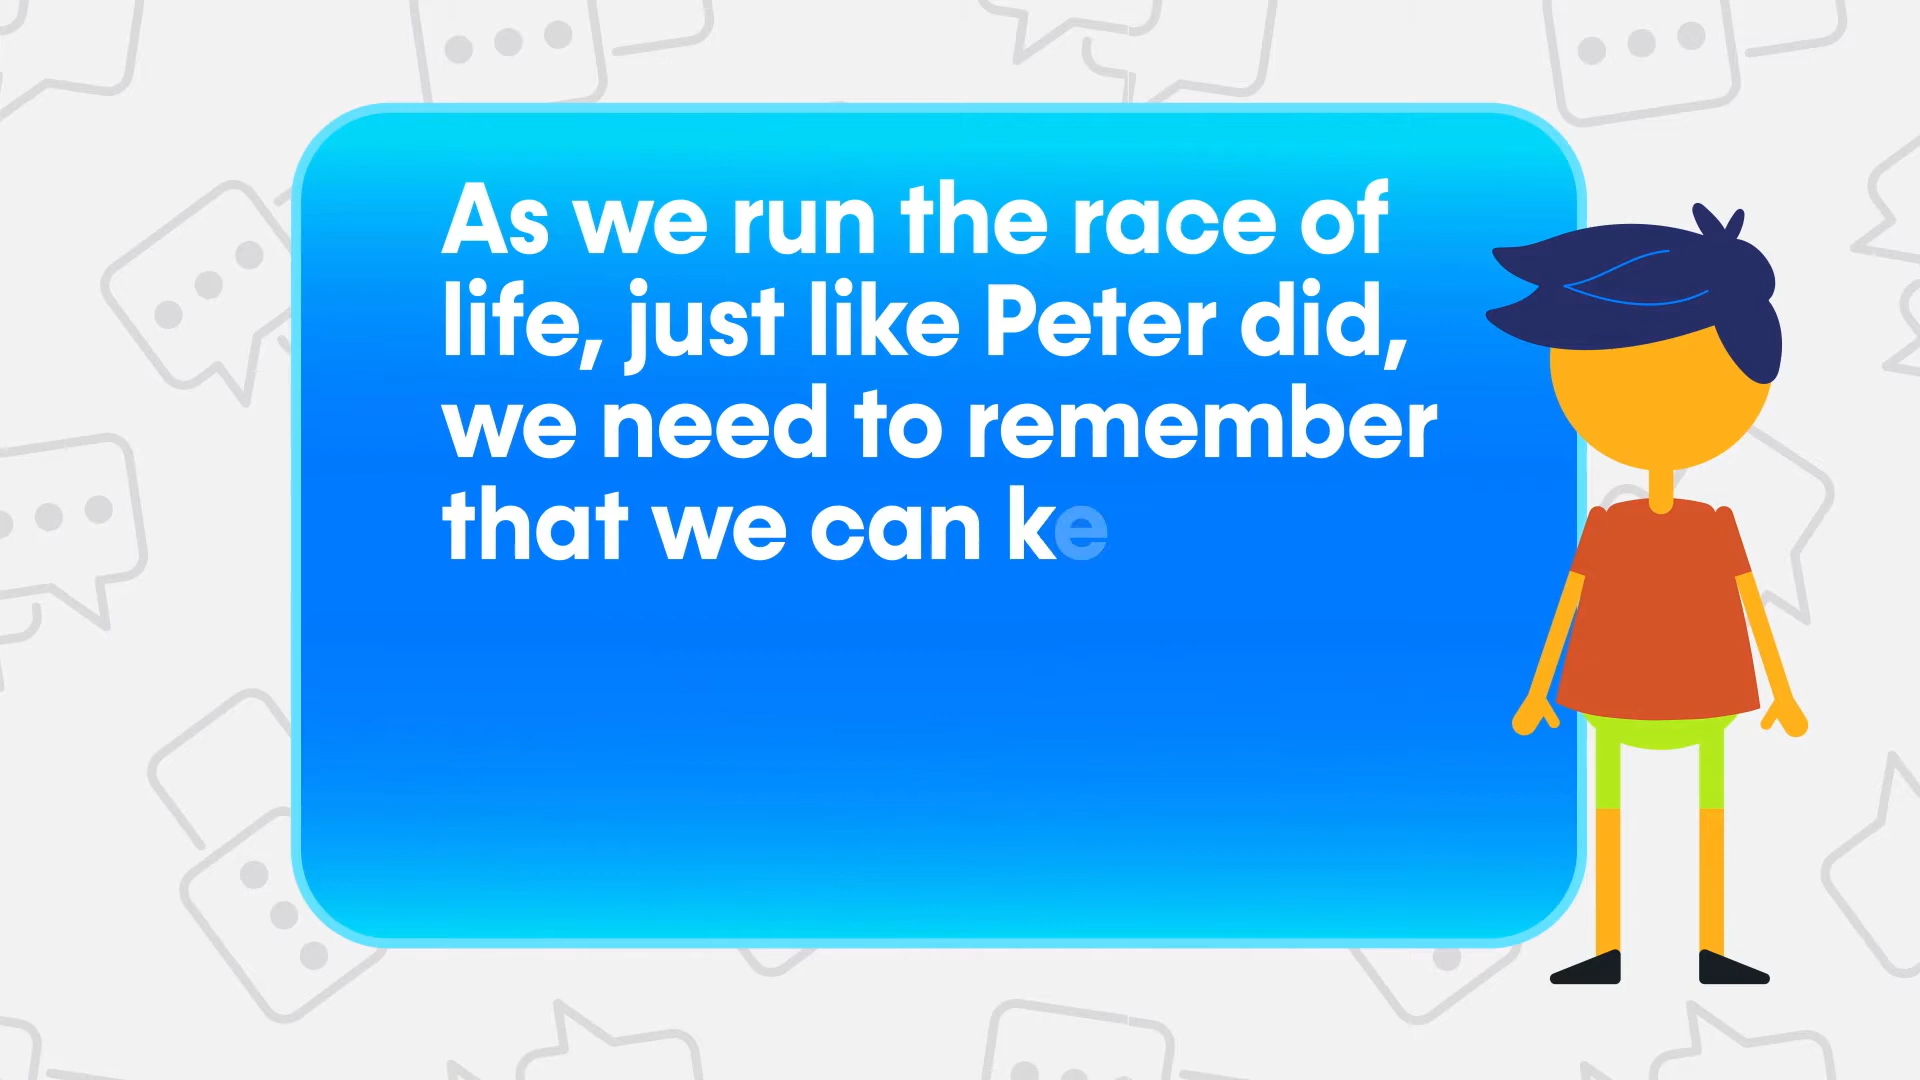 As we run the race of
life, just like Peter did,
we need to remember
that we can ke